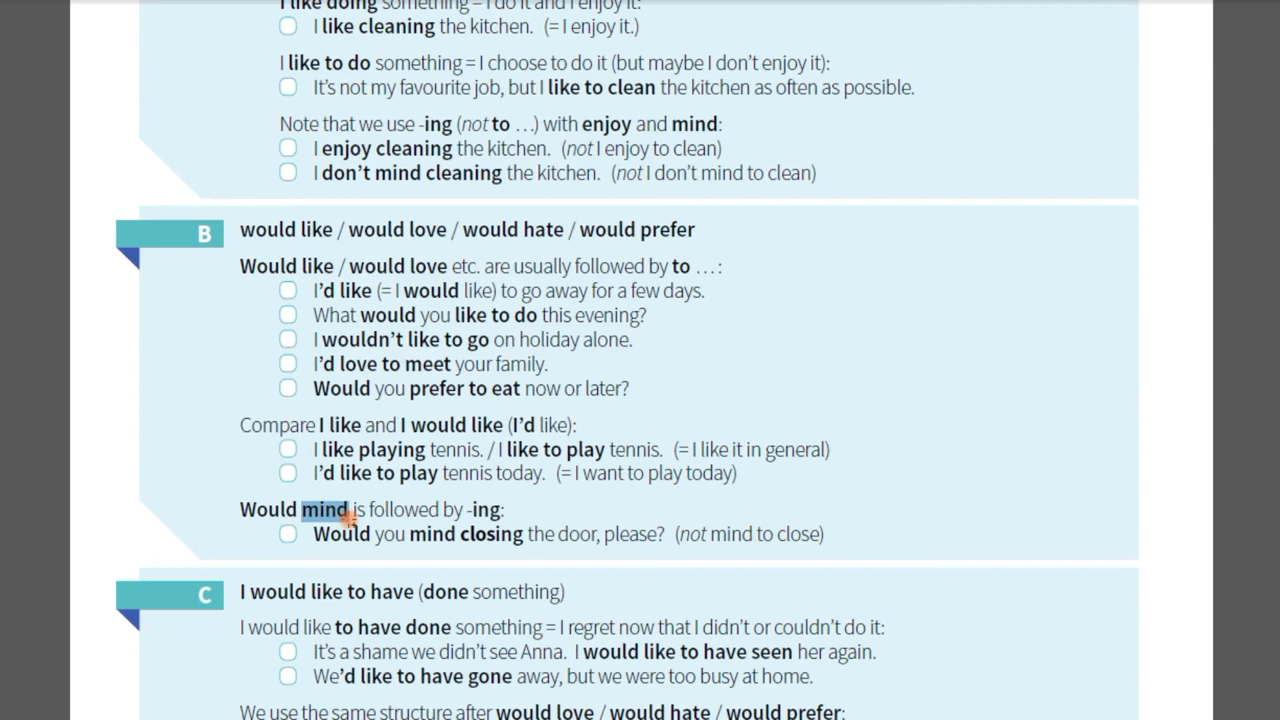 I like doing something = I do it and I enjoy it:
I like cleaning the kitchen. (= I enjoy it.)
I like to do something = I choose to do it (but maybe I don't enjoy it):
It's not my favourite job, but I like to clean the kitchen as often as possible.
Note that we use -ing (not to …) with enjoy and mind:
I enjoy cleaning the kitchen. (not I enjoy to clean)
I don't mind cleaning the kitchen. (not I don't mind to clean)
B would like / would love / would hate / would prefer
Would like / would love etc. are usually followed by to …:
I'd like (= I would like) to go away for a few days.
What would you like to do this evening?
I wouldn't like to go on holiday alone.
I'd love to meet your family.
Would you prefer to eat now or later?
Compare I like and I would like (I'd like):
I like playing tennis. / I like to play tennis. (= I like it in general)
I'd like to play tennis today. (= I want to play today)
Would mind is followed by -ing:
Would you mind closing the door, please? (not mind to close)
C I would like to have (done something)
I would like to have done something = I regret now that I didn't or couldn't do it:
It's a shame we didn't see Anna. I would like to have seen her again.
We'd like to have gone away, but we were too busy at home.
We use the same structure after would love / would hate / would prefer: